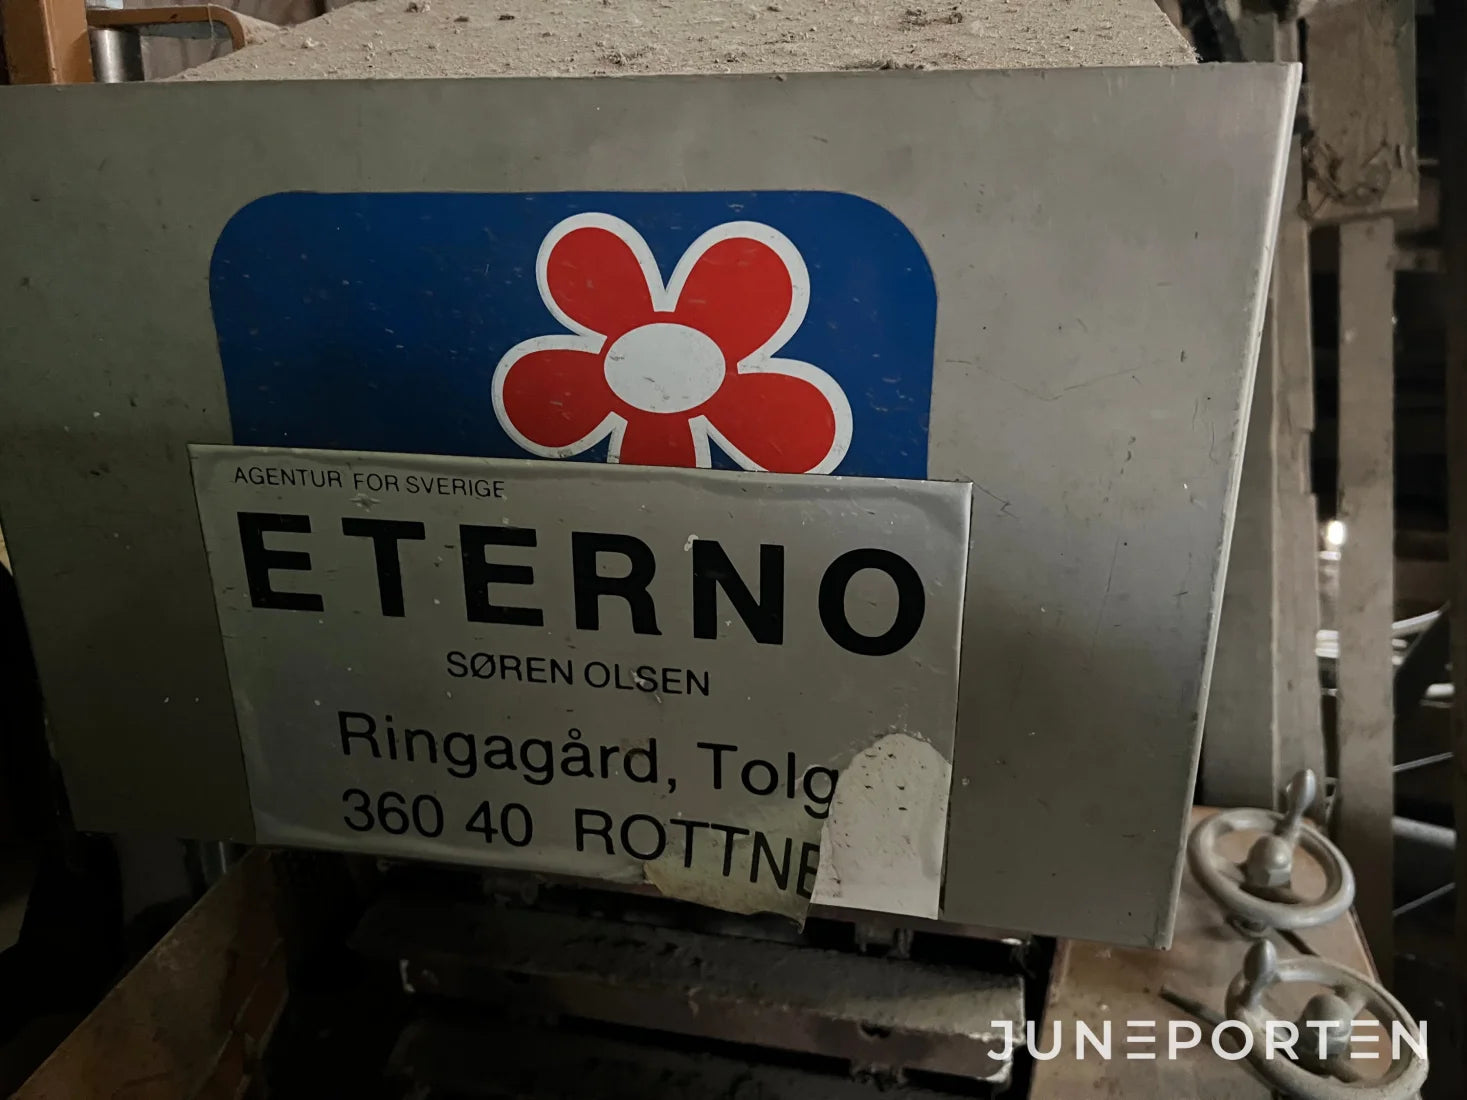 AGENTUR FOR SVERIGE
ETERNO
SØREN OLSEN
Ringagård, Tolg
360 40 ROTTNE
JUNEPORTEN